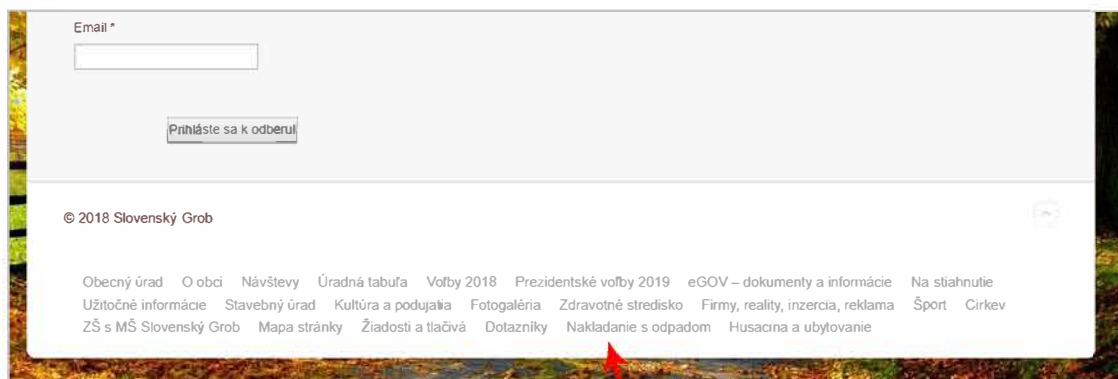 Email *
Prihláste sa k odberu!
© 2018 Slovenský Grob
Obecný úrad O obci Návštevy Úradná tabuľa Voľby 2018 Prezidentské voľby 2019 eGOV – dokumenty a informácie Na stiahnutie
Užitočné informácie Stavebný úrad Kultúra a podujatia Fotogaléria Zdravotné stredisko Firmy, reality, inzercia, reklama Šport Cirkev
ZŠ s MŠ Slovenský Grob Mapa stránky Žiadosti a tlačivá Dotazníky Nakladanie s odpadom Husacina a ubytovanie